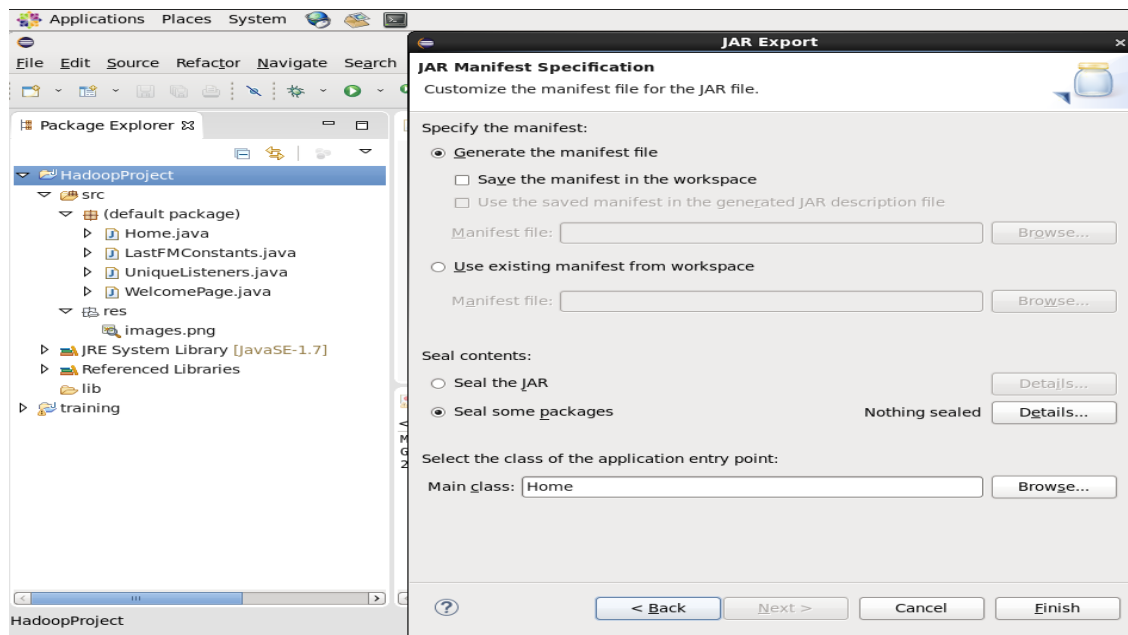 Applications Places System
JAR Export
File Edit Source Refactor Navigate Search
JAR Manifest Specification
Customize the manifest file for the JAR file.
Package Explorer
HadoopProject
src
(default package)
Home.java
LastFMConstants.java
UniqueListeners.java
WelcomePage.java
res
images.png
JRE System Library [JavaSE-1.7]
Referenced Libraries
lib
training
HadoopProject
Specify the manifest:
Generate the manifest file
Save the manifest in the workspace
Use the saved manifest in the generated JAR description file
Manifest file: Browse...
Use existing manifest from workspace
Manifest file: Browse...
Seal contents:
Seal the JAR Details...
Seal some packages Nothing sealed Details...
Select the class of the application entry point:
Main class: Home Browse...
? < Back Next > Cancel Finish